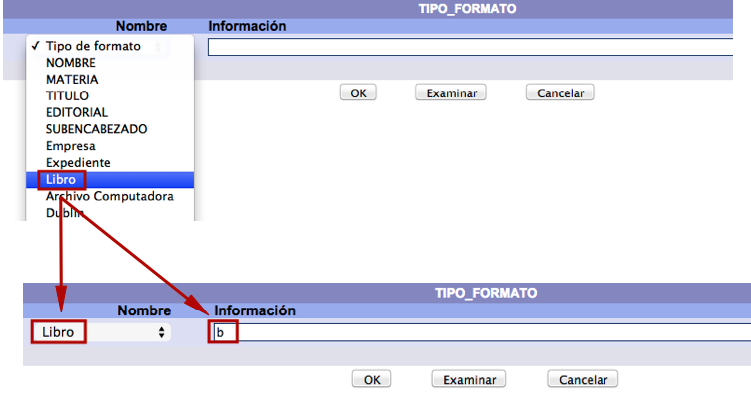 TIPO_FORMATO
Nombre Información
✓ Tipo de formato
NOMBRE
MATERIA
TITULO
EDITORIAL
SUBENCABEZADO
Empresa
Expediente
Libro
Archivo Computadora
Dublin
OK Examinar Cancelar
TIPO_FORMATO
Nombre Información
Libro b
OK Examinar Cancelar